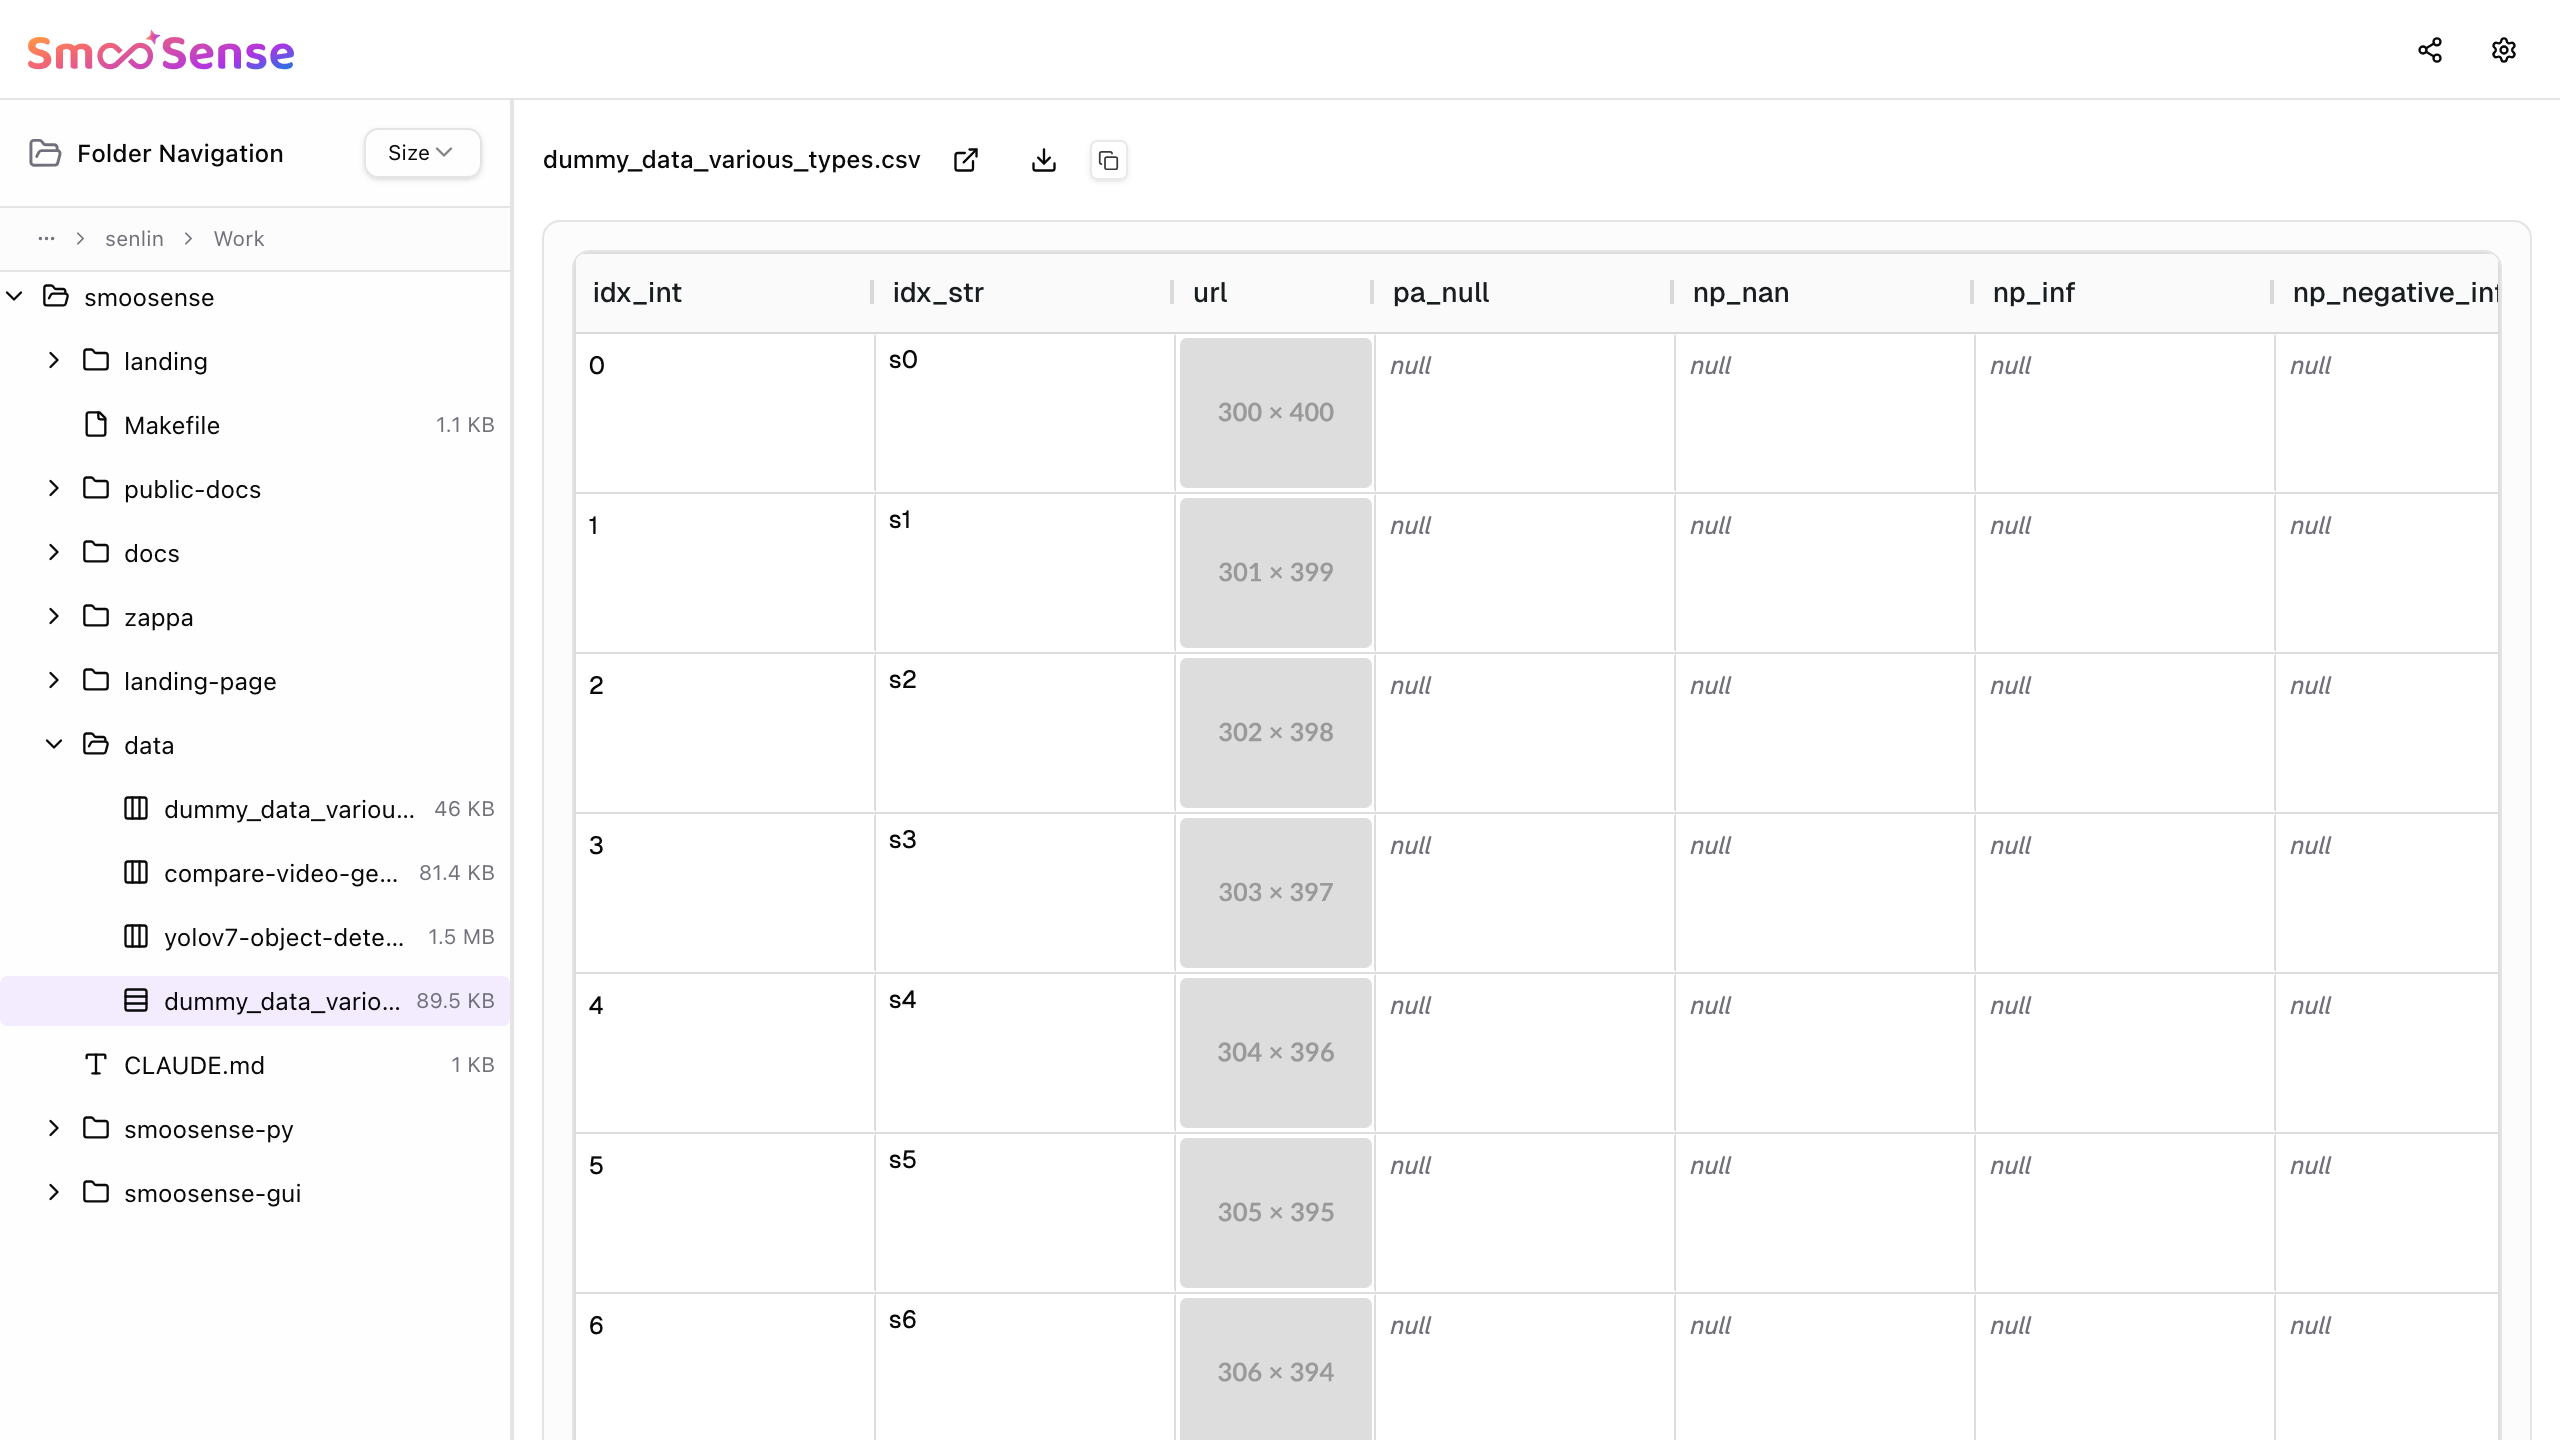 SmooSense
Folder Navigation
Size
... > senlin > Work
smoosense
landing
Makefile 1.1 KB
public-docs
docs
zappa
landing-page
data
dummy_data_variou... 46 KB
compare-video-ge... 81.4 KB
yolov7-object-dete... 1.5 MB
dummy_data_vario... 89.5 KB
CLAUDE.md 1 KB
smoosense-py
smoosense-gui
dummy_data_various_types.csv
idx_int idx_str url pa_null np_nan np_inf np_negative_inf
0 s0 300 × 400 null null null null
1 s1 301 × 399 null null null null
2 s2 302 × 398 null null null null
3 s3 303 × 397 null null null null
4 s4 304 × 396 null null null null
5 s5 305 × 395 null null null null
6 s6 306 × 394 null null null null